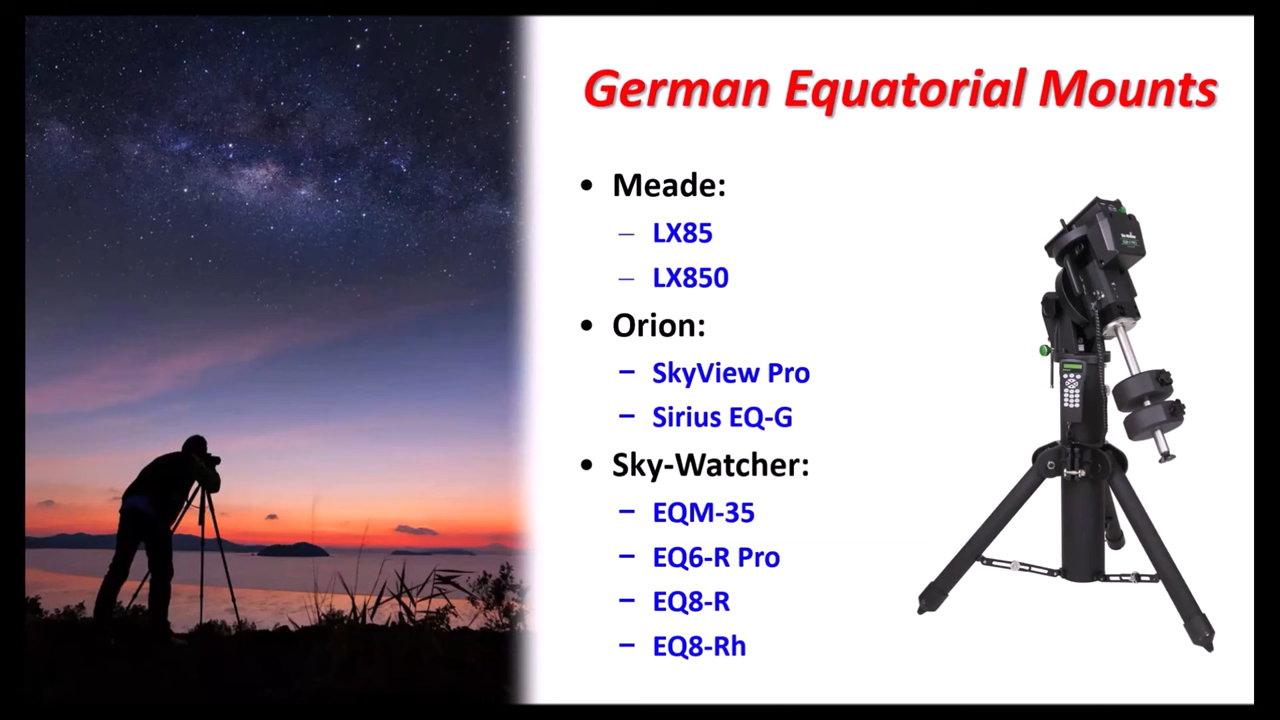 German Equatorial Mounts
• Meade:
– LX85
– LX850
• Orion:
– SkyView Pro
– Sirius EQ-G
• Sky-Watcher:
– EQM-35
– EQ6-R Pro
– EQ8-R
– EQ8-Rh